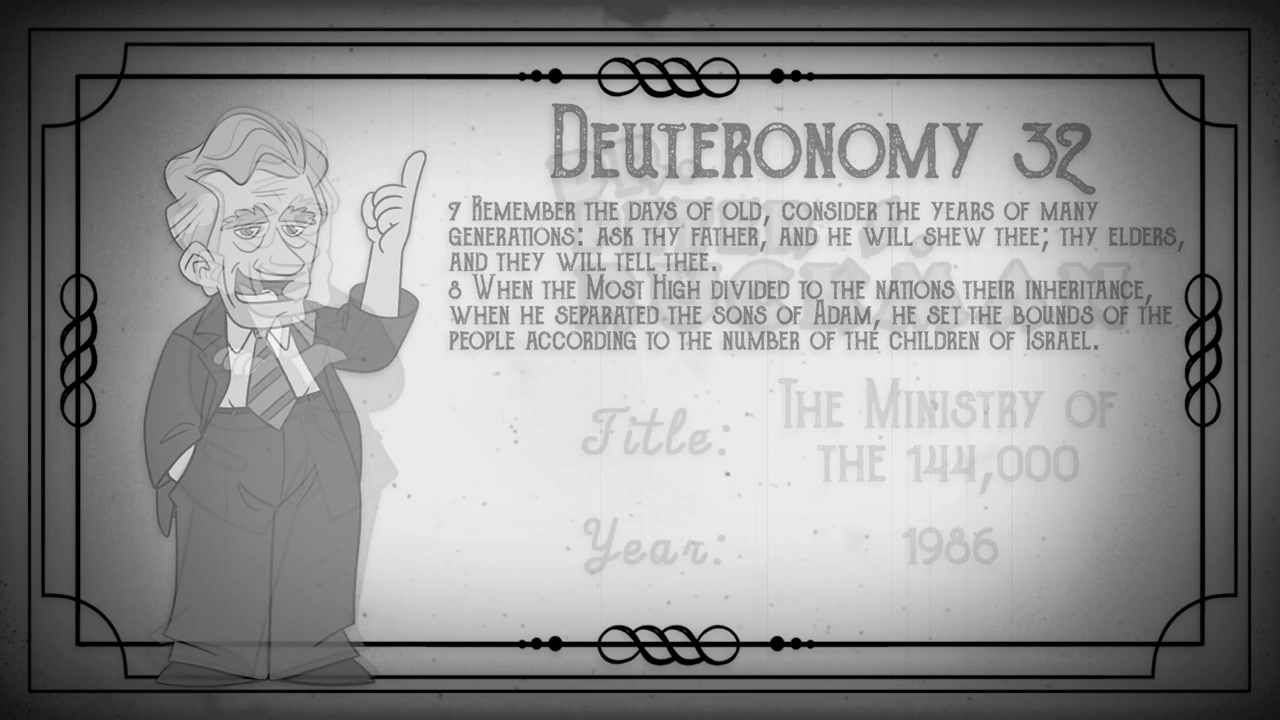 Deuteronomy 32
7 Remember the days of old, consider the years of many
generations: ask thy father, and he will shew thee; thy elders,
and they will tell thee.
8 When the Most High divided to the nations their inheritance,
when he separated the sons of Adam, he set the bounds of the
people according to the number of the children of Israel.
Title: The Ministry of
the 144,000
Year: 1986